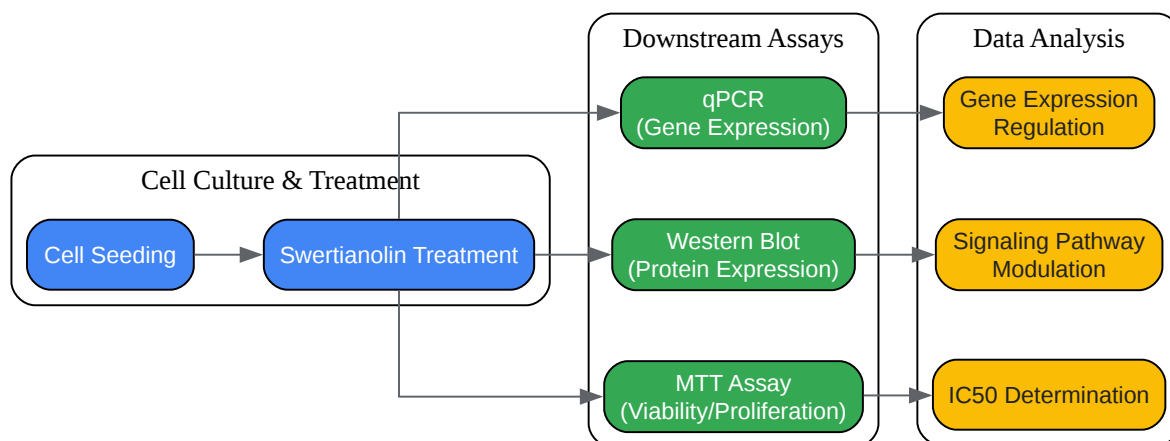 Cell Culture & Treatment
Cell Seeding
Swertianolin Treatment
Downstream Assays
qPCR
(Gene Expression)
Western Blot
(Protein Expression)
MTT Assay
(Viability/Proliferation)
Data Analysis
Gene Expression
Regulation
Signaling Pathway
Modulation
IC50 Determination